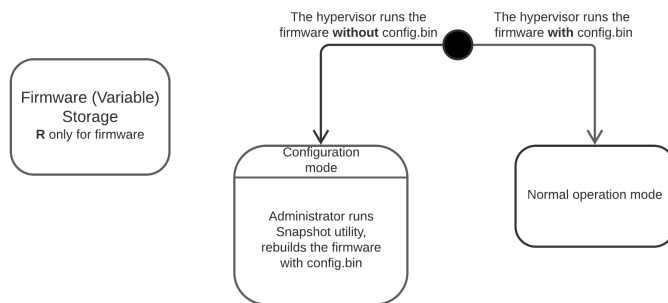 The hypervisor runs the
firmware without config.bin
The hypervisor runs the
firmware with config.bin
Firmware (Variable)
Storage
R only for firmware
Configuration
mode
Administrator runs
Snapshot utility,
rebuilds the firmware
with config.bin
Normal operation mode